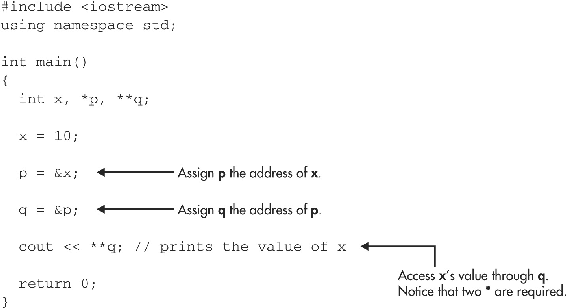 #include <iostream>
using namespace std;
int main()
{
int x, *p, **q;
x = 10;
p = &x;
Assign p the address of x.
q = &p;
Assign q the address of p.
cout << **q; // prints the value of x
Access x's value through q.
Notice that two * are required.
return 0;
}